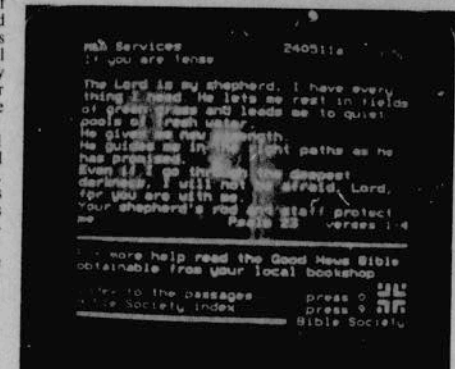 M&D Services 240511a
If you are Tense
The Lord is my shepherd, I have every
thing I need. He lets me rest in fields
of green grass and leads me to quiet
pools of fresh water.
He gives me new strength.
He guides me in the right paths as he
has promised.
Even if I go through the deepest
darkness, I will not be afraid, Lord,
for you are with me.
Your shepherd's rod and staff protect
me. Psalm 23 verses 1-4
more help read the Good News Bible
obtainable from your local bookshop
Index to the passages press 0
Bible Society index press 9
Bible Society